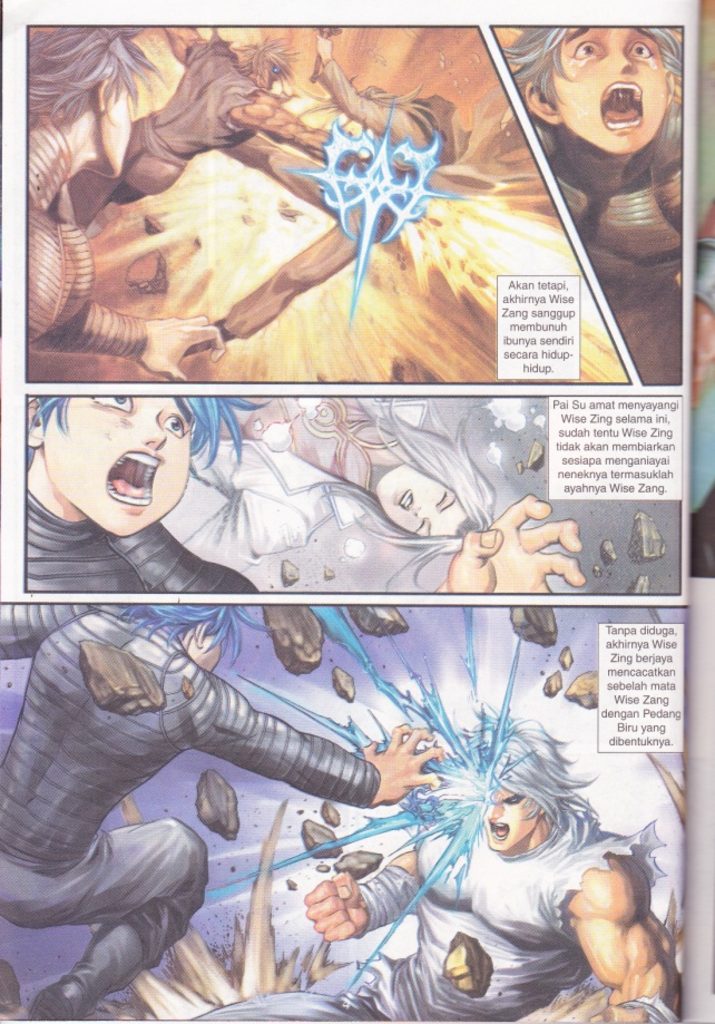 Akan tetapi,
akhirnya Wise
Zang sanggup
membunuh
ibunya sendiri
secara hidup-
hidup.
Pai Su amat menyayangi
Wise Zing selama ini,
sudah tentu Wise Zing
tidak akan membiarkan
sesiapa menganiayai
neneknya termasuklah
ayahnya Wise Zang.
Tanpa diduga,
akhirnya Wise
Zing berjaya
mencacatkan
sebelah mata
Wise Zang
dengan Pedang
Biru yang
dibentuknya.